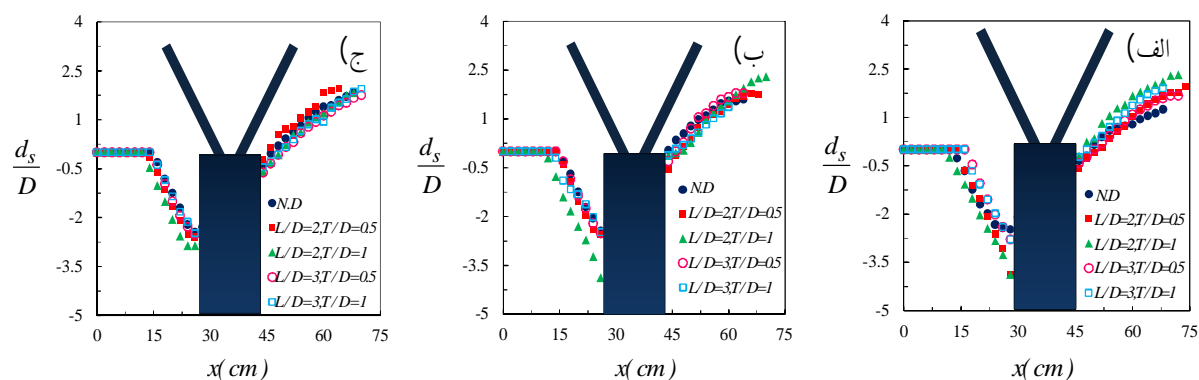 ج)
4
2.5
1
-0.5
-2
-3.5
-5
d_s/D
N.D
L/D=2,T/D=0.5
L/D=2,T/D=1
L/D=3,T/D=0.5
L/D=3,T/D=1
0 15 30 45 60 75
x(cm)
ب)
4
2.5
1
-0.5
-2
-3.5
-5
d_s/D
N.D
L/D=2,T/D=0.5
L/D=2,T/D=1
L/D=3,T/D=0.5
L/D=3,T/D=1
0 15 30 45 60 75
x(cm)
الف)
4
2.5
1
-0.5
-2
-3.5
-5
d_s/D
N.D
L/D=2,T/D=0.5
L/D=2,T/D=1
L/D=3,T/D=0.5
L/D=3,T/D=1
0 15 30 45 60 75
x(cm)